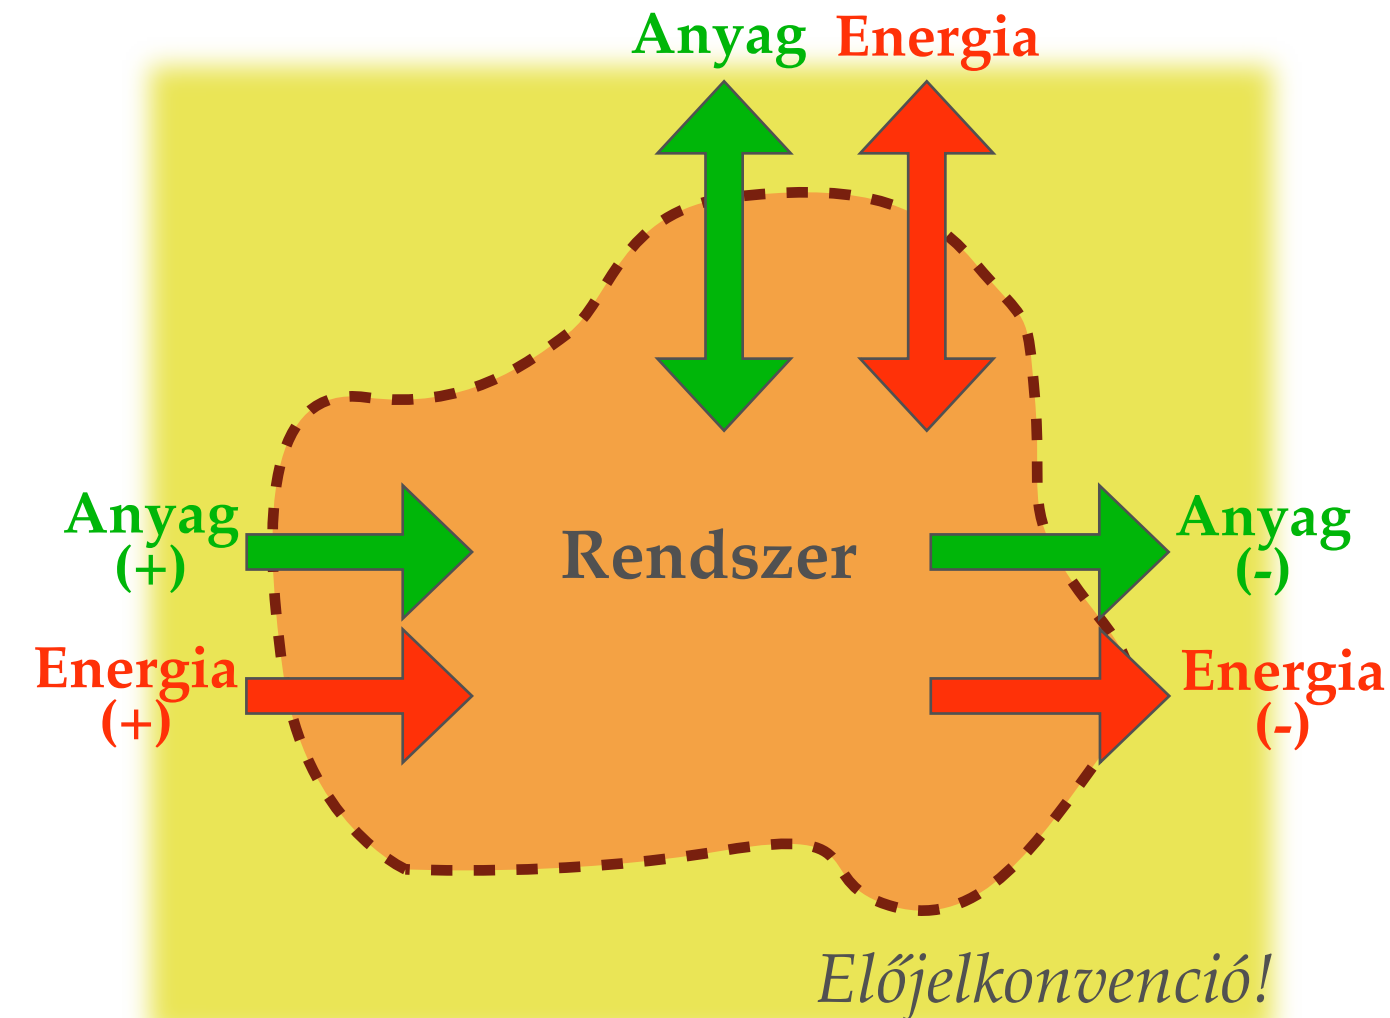 Anyag Energia
Anyag
(+)
Energia
(+)
Rendszer
Anyag
(-)
Energia
(-)
Előjelkonvenció!